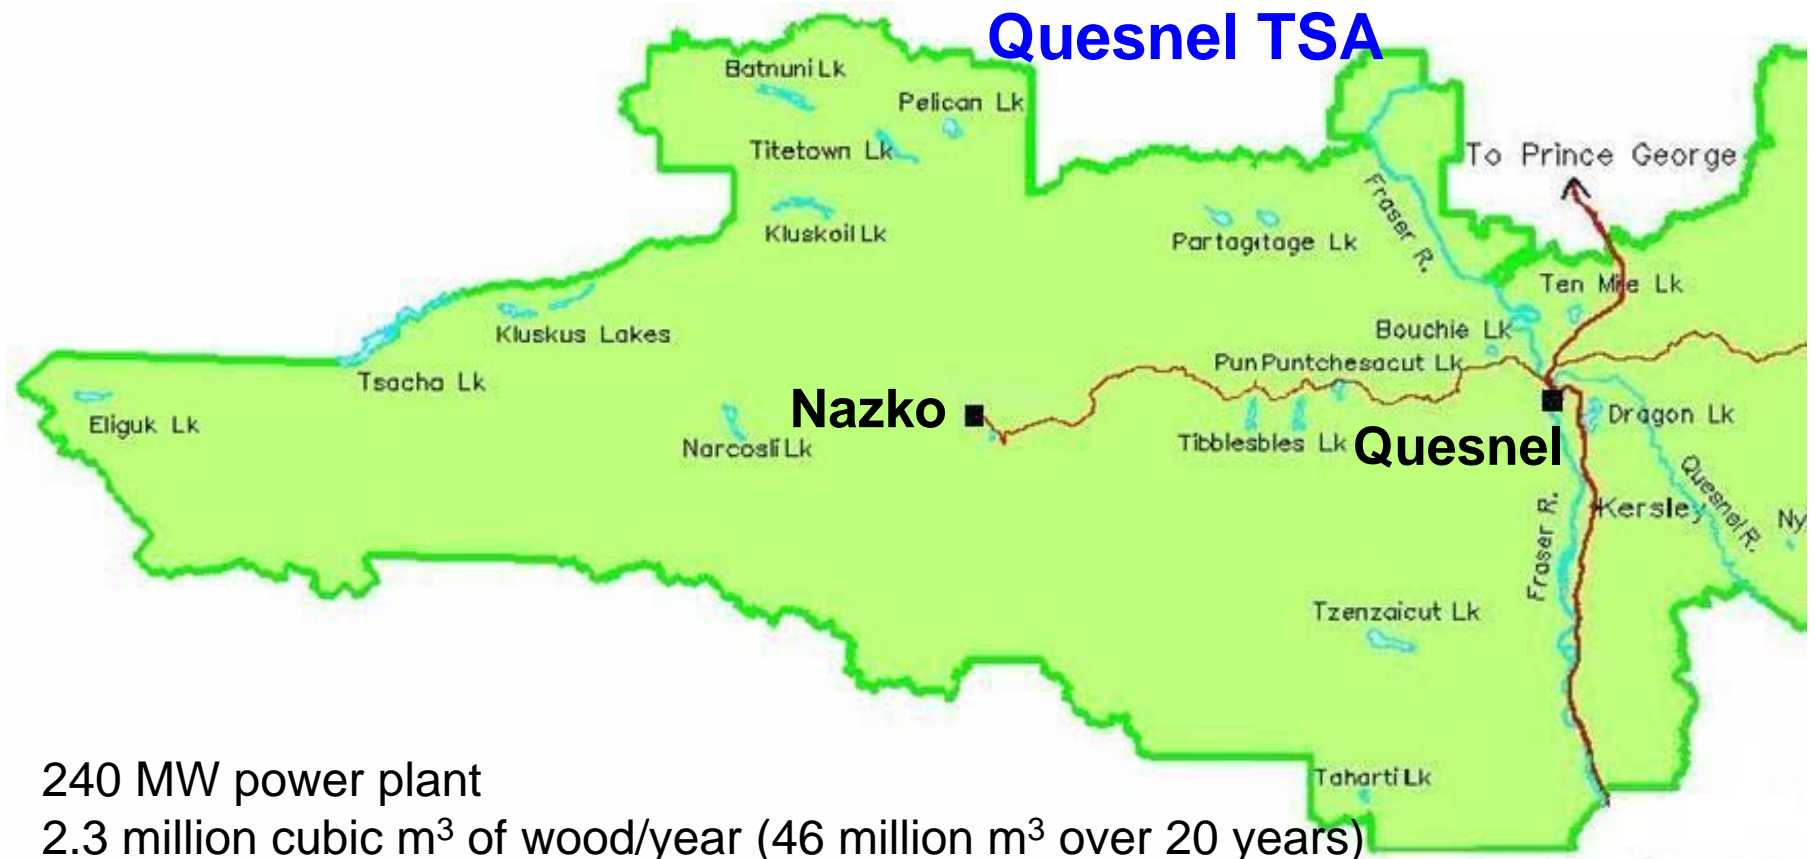 Quesnel TSA
Batnuni Lk
Pelican Lk
Titetown Lk
To Prince George
Fraser R.
Kluskoil Lk
Partagitage Lk
Ten Mile Lk
Kluskus Lakes
Bouchie Lk
Pun Puntchesacut Lk
Tsacha Lk
Eliguk Lk
Nazko
Dragon Lk
Narcosli Lk
Tibblesbles Lk
Quesnel
Quesnel R.
Kersley
Ny
Fraser R.
Tzenzaicut Lk
Taharti Lk
240 MW power plant
2.3 million cubic m³ of wood/year (46 million m³ over 20 years)